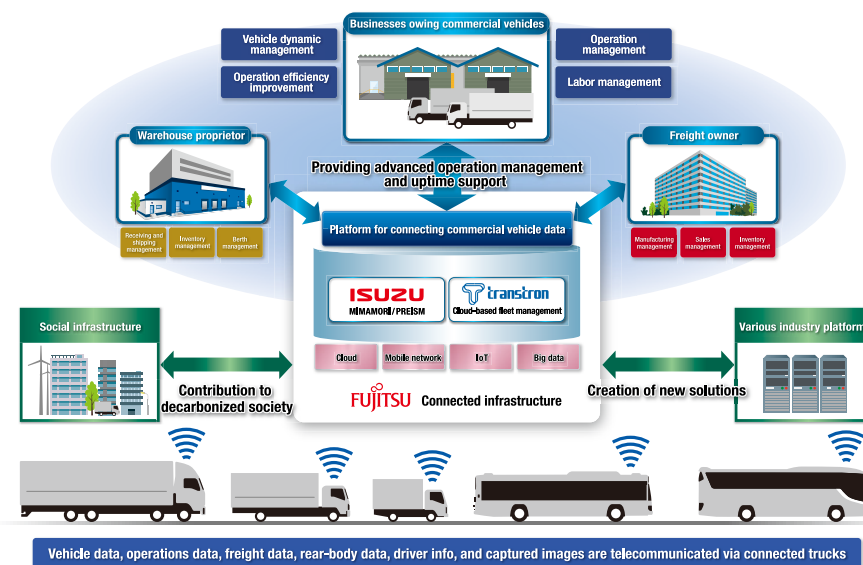 Businesses owing commercial vehicles
Vehicle dynamic
management
Operation efficiency
improvement
Operation
management
Labor management
Warehouse proprietor
Freight owner
Providing advanced operation management
and uptime support
Receiving and
shipping
management
Inventory
management
Berth
management
Platform for connecting commercial vehicle data
Manufacturing
management
Sales
management
Inventory
management
ISUZU
MIMAMORI/PREISM
transtron
Cloud-based fleet management
Social infrastructure
Various industry platform
Cloud
Mobile network
IoT
Big data
Contribution to
decarbonized society
Creation of new solutions
FUJITSU Connected infrastructure
Vehicle data, operations data, freight data, rear-body data, driver info, and captured images are telecommunicated via connected trucks